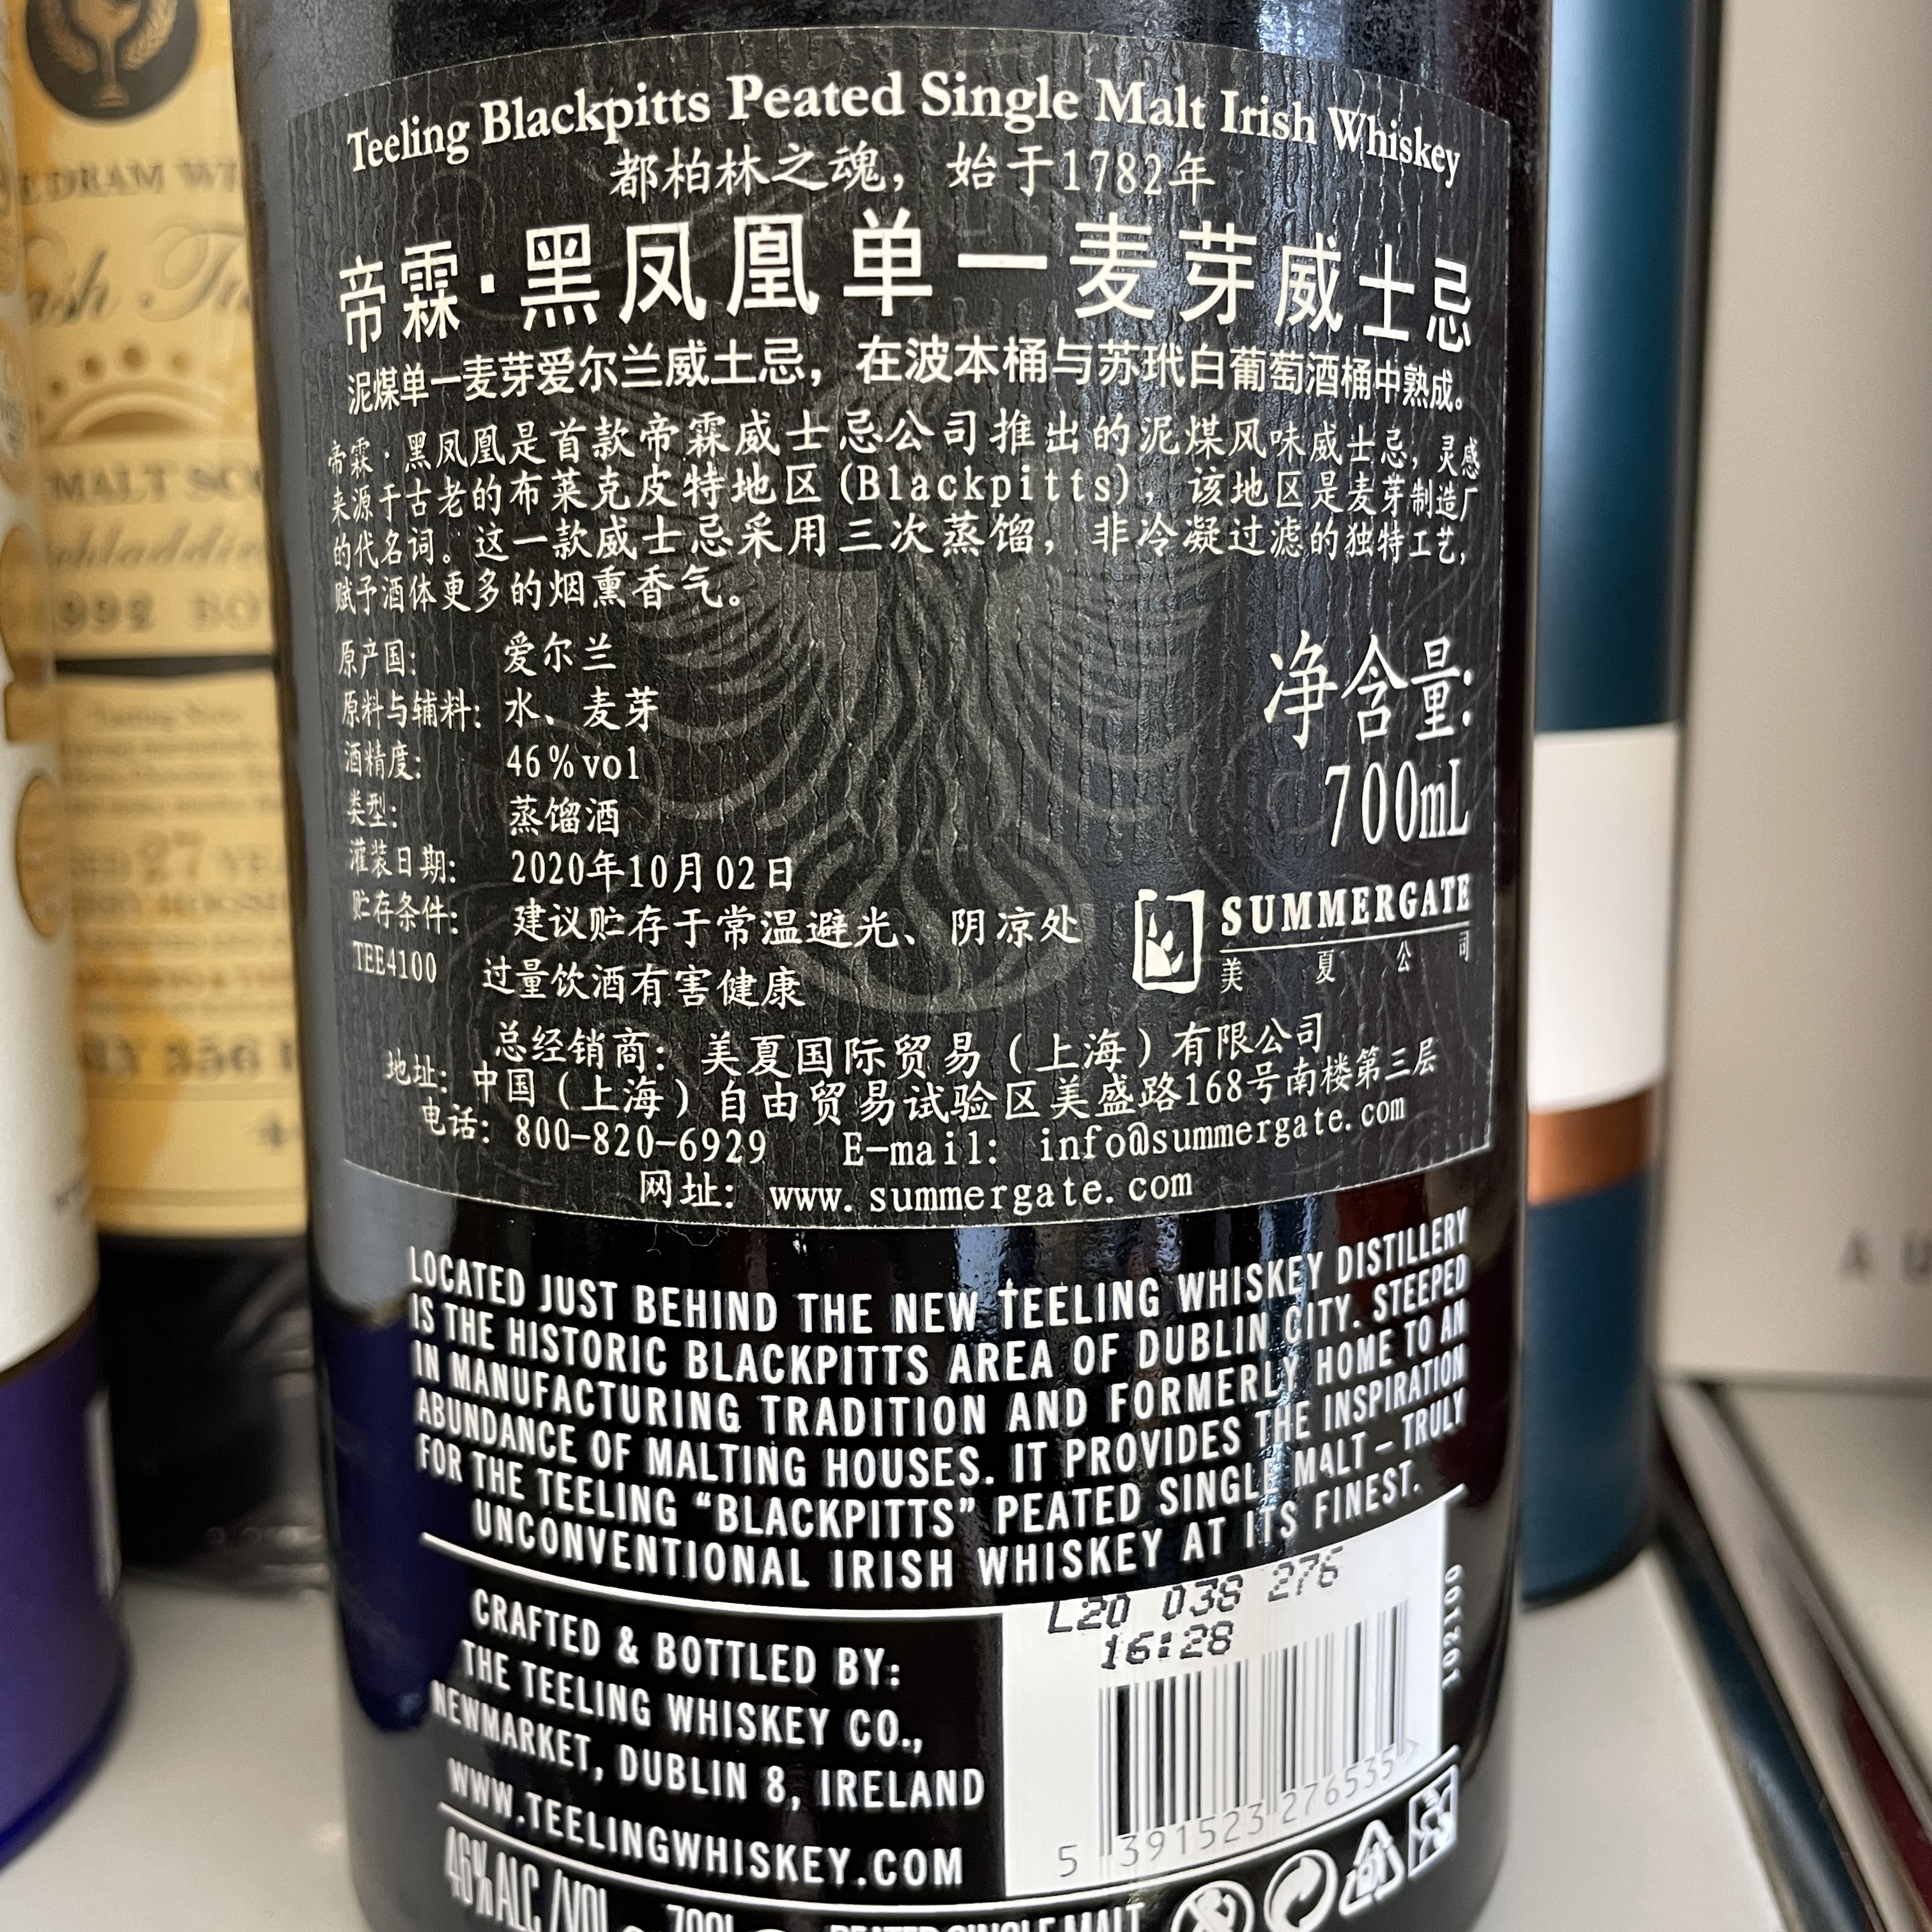 Teeling Blackpitts Peated Single Malt Irish Whiskey
都柏林之魂，始于1782年
帝霖·黑凤凰单一麦芽威士忌
泥煤单一麦芽爱尔兰威士忌，在波本桶与苏玳白葡萄酒桶中熟成。
帝霖·黑凤凰是首款帝霖威士忌公司推出的泥煤风味威士忌，灵感
来源于古老的布莱克皮特地区(Blackpitts)，该地区是麦芽制造厂
的代名词。这一款威士忌采用三次蒸馏，非冷凝过滤的独特工艺，
赋予酒体更多的烟熏香气。
原产国： 爱尔兰
原料与辅料：水、麦芽
酒精度： 46%vol
类型： 蒸馏酒
灌装日期： 2020年10月02日
贮存条件： 建议贮存于常温避光、阴凉处
TEE4100 过量饮酒有害健康
净含量:
700mL
SUMMERGATE
美夏公司
总经销商：美夏国际贸易（上海）有限公司
地址：中国（上海）自由贸易试验区美盛路168号南楼第三层
电话：800-820-6929 E-mail: info@summergate.com
网址：www.summergate.com
LOCATED JUST BEHIND THE NEW TEELING WHISKEY DISTILLERY
IS THE HISTORIC BLACKPITTS AREA OF DUBLIN CITY. STEEPED
IN MANUFACTURING TRADITION AND FORMERLY HOME TO AN
ABUNDANCE OF MALTING HOUSES. IT PROVIDES THE INSPIRATION
FOR THE TEELING “BLACKPITTS” PEATED SINGLE MALT – TRULY
UNCONVENTIONAL IRISH WHISKEY AT ITS FINEST.
CRAFTED & BOTTLED BY:
THE TEELING WHISKEY CO.,
NEWMARKET, DUBLIN 8, IRELAND
WWW.TEELINGWHISKEY.COM
L20 038 276
16:28
001201
5 391523 276535 >
46% ALC/VOL
PEATED SINGLE MALT
DRAM
MALT
1992
27
356
A U